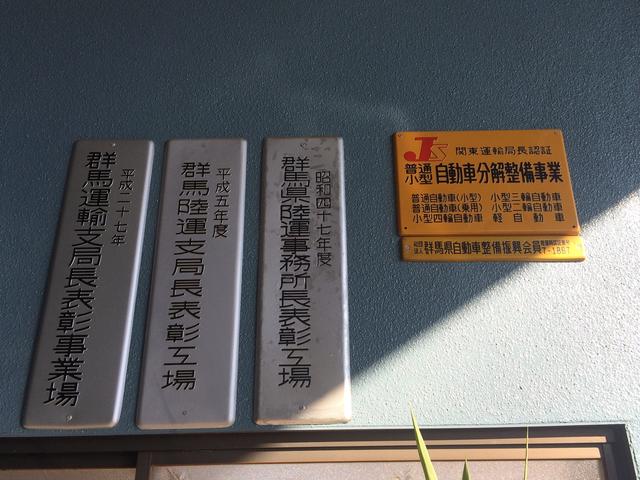 昭和四十七年度
群馬県陸運事務所長表彰工場
平成五年度
群馬陸運支局長表彰工場
平成二十七年
群馬運輸支局長表彰事業場
JS 関東運輸局長認証
普通
小型 自動車分解整備事業
普通自動車(小型) 小型三輪自動車
普通自動車(乗用) 小型二輪自動車
小型四輪自動車 軽自動車
群馬県自動車整備振興会員
7-1867